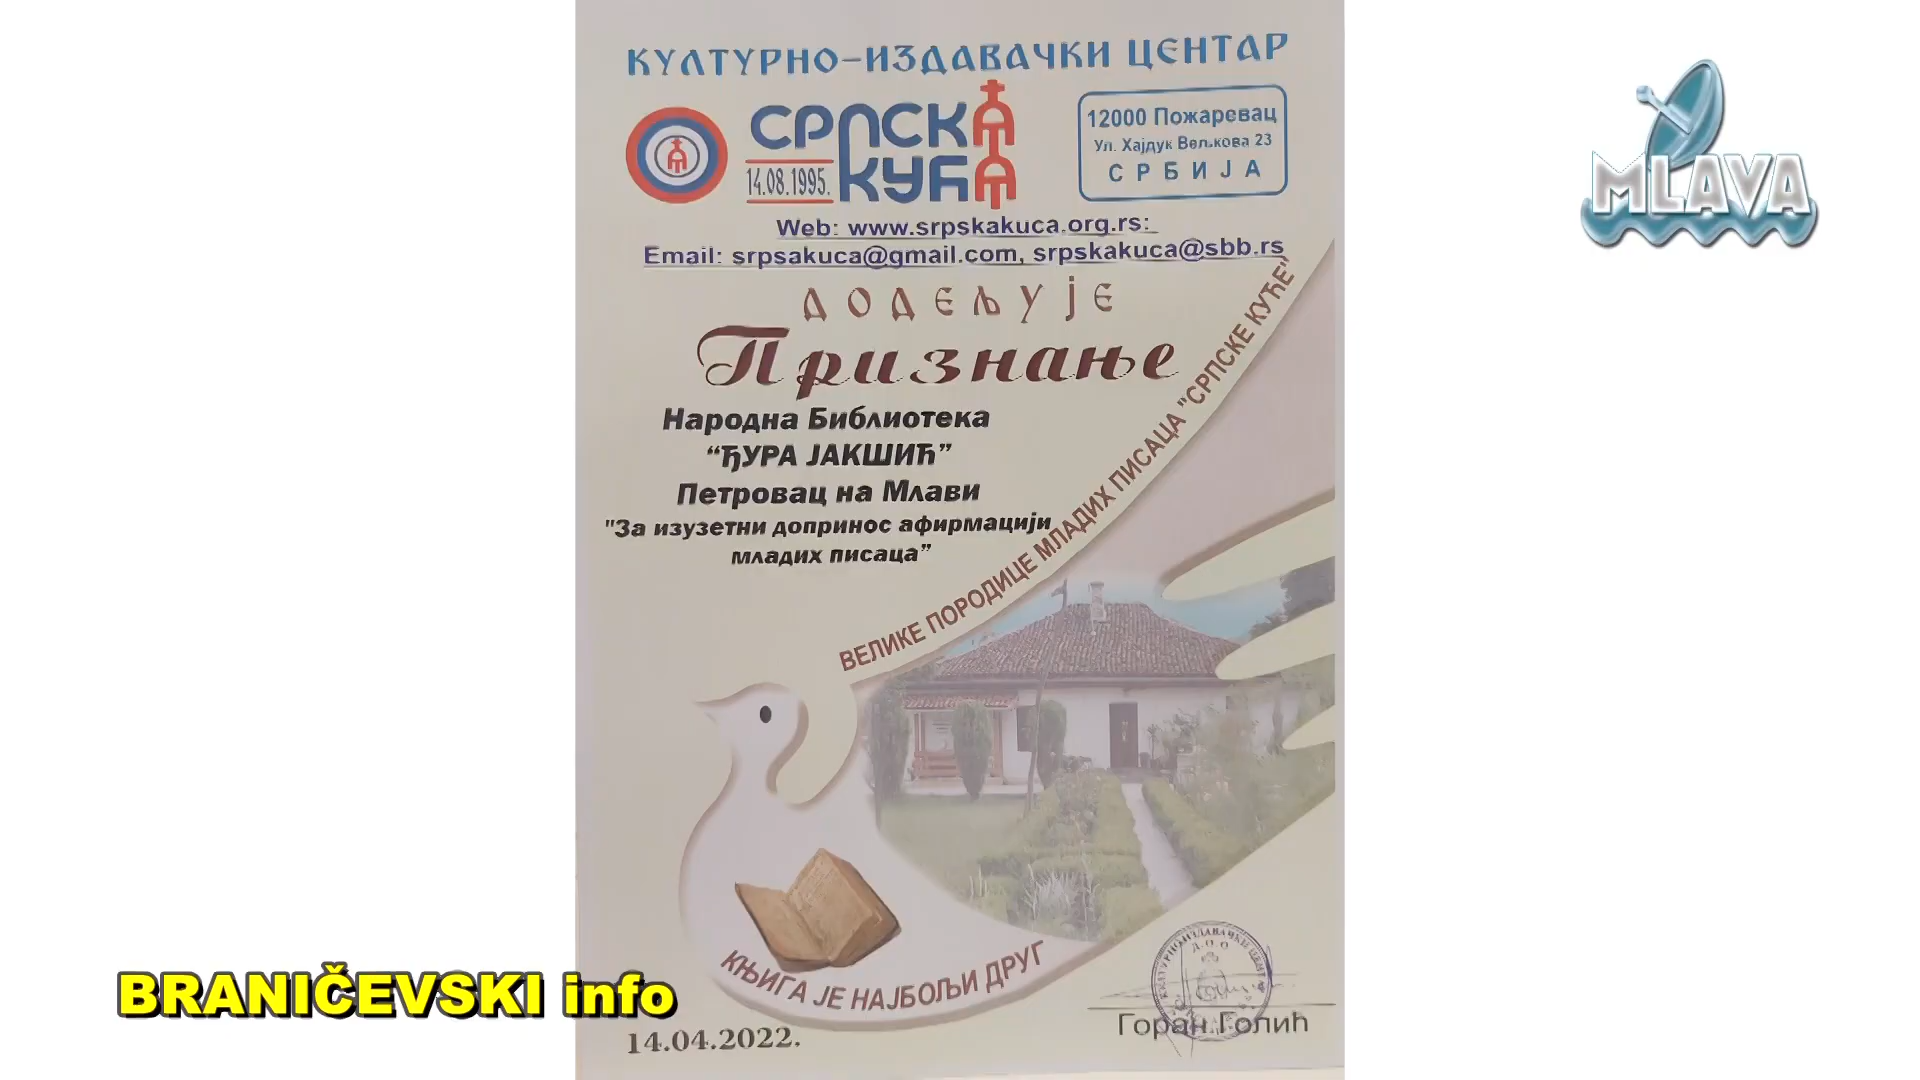 КУЛТУРНО-ИЗДАВАЧКИ ЦЕНТАР
СРПСКА
КУЋА
14.08.1995.
12000 Пожаревац
Ул. Хајдук Вељкова 23
СРБИЈА
Web: www.srpskakuca.org.rs:
Email: srpsakuca@gmail.com, srpskakuca@sbb.rs
ДОДЕЉУЈЕ
Признање
Народна Библиотека
“ЂУРА ЈАКШИЋ”
Петровац на Млави
"За изузетни допринос афирмацији
младих писаца”
ВЕЛИКЕ ПОРОДИЦЕ МЛАДИХ ПИСАЦА "СРПСКЕ КУЋЕ"
КЊИГА ЈЕ НАЈБОЉИ ДРУГ
14.04.2022.
Горан Голић
MLAVA
BRANIČEVSKI info